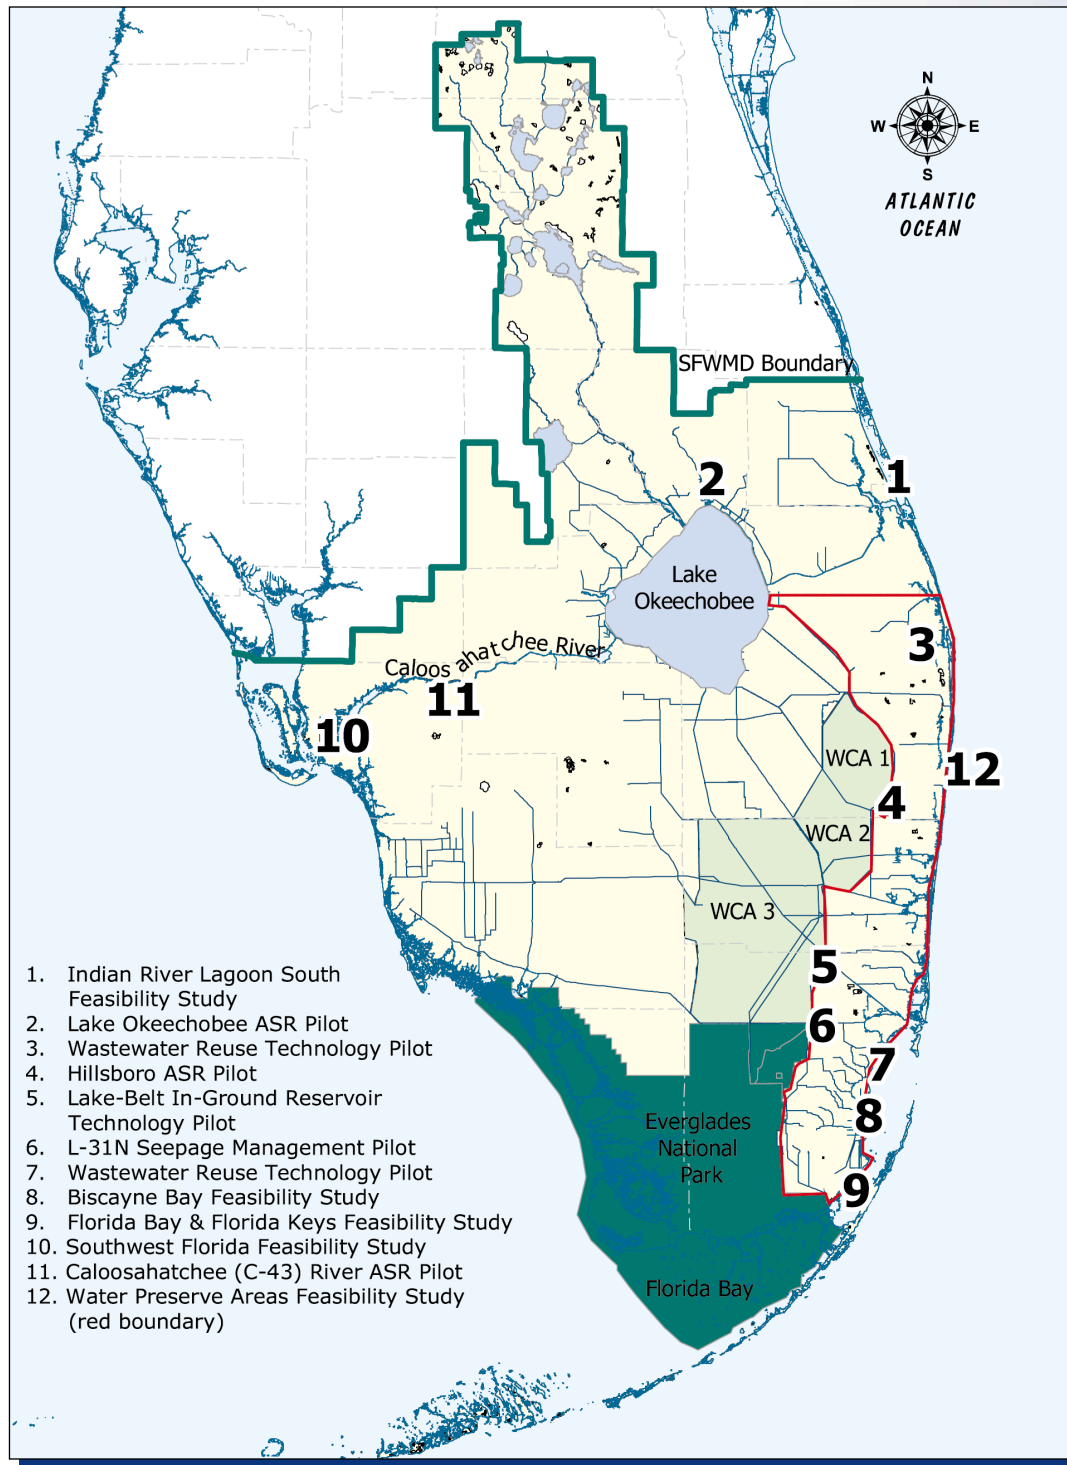 N
W E
S
ATLANTIC
OCEAN
SFWMD Boundary
1
2
Lake
Okeechobee
3
Caloosahatchee River
11
10
WCA 1
12
4
WCA 2
WCA 3
5
6
7
8
Everglades
National
Park
9
Florida Bay
1. Indian River Lagoon South
Feasibility Study
2. Lake Okeechobee ASR Pilot
3. Wastewater Reuse Technology Pilot
4. Hillsboro ASR Pilot
5. Lake-Belt In-Ground Reservoir
Technology Pilot
6. L-31N Seepage Management Pilot
7. Wastewater Reuse Technology Pilot
8. Biscayne Bay Feasibility Study
9. Florida Bay & Florida Keys Feasibility Study
10. Southwest Florida Feasibility Study
11. Caloosahatchee (C-43) River ASR Pilot
12. Water Preserve Areas Feasibility Study
(red boundary)